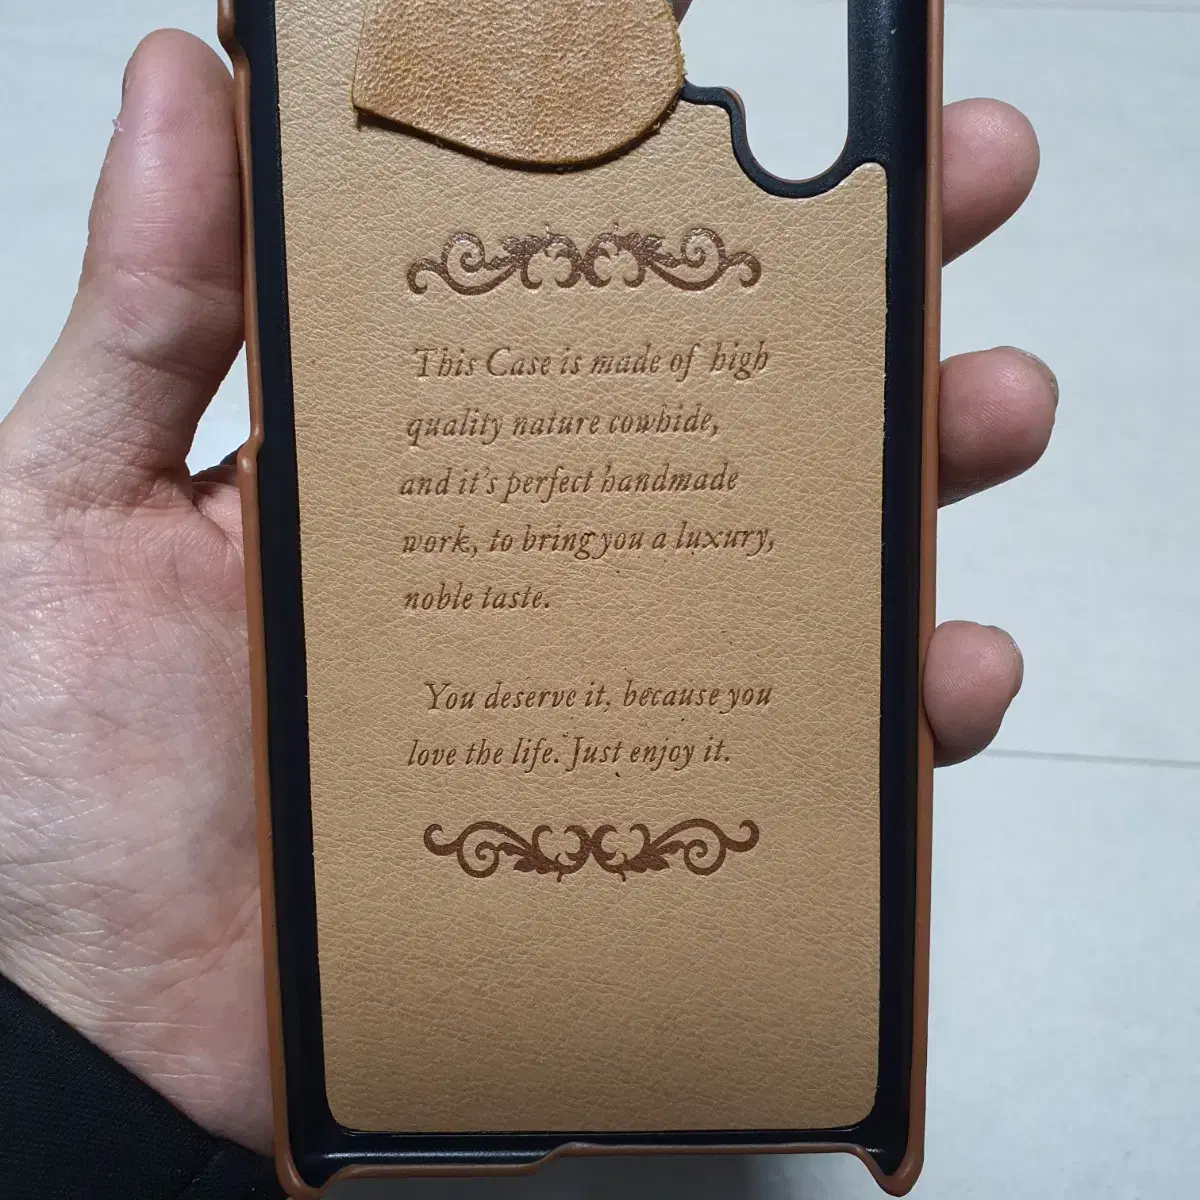 This Case is made of high
quality nature cowhide,
and it's perfect handmade
work, to bring you a luxury,
noble taste.
You deserve it, because you
love the life. Just enjoy it.